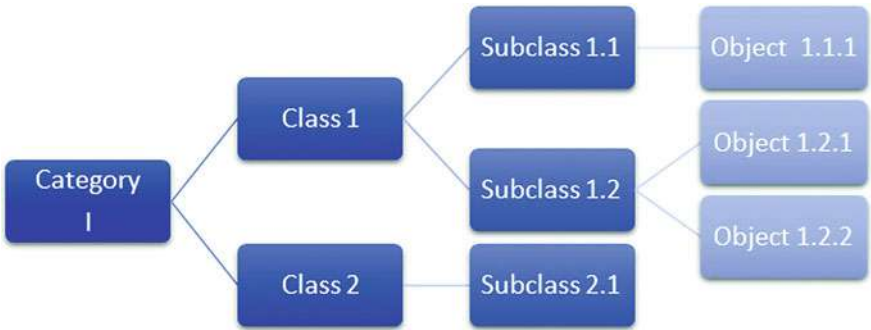 Subclass 1.1
Object 1.1.1
Class 1
Object 1.2.1
Category
I
Subclass 1.2
Object 1.2.2
Class 2
Subclass 2.1